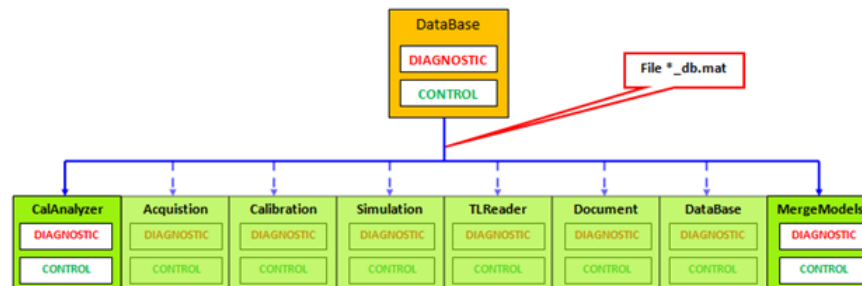 DataBase
DIAGNOSTIC
CONTROL
File *_db.mat
CalAnalyzer Acquistion Calibration Simulation TLReader Document DataBase MergeModels
DIAGNOSTIC DIAGNOSTIC DIAGNOSTIC DIAGNOSTIC DIAGNOSTIC DIAGNOSTIC DIAGNOSTIC DIAGNOSTIC
CONTROL CONTROL CONTROL CONTROL CONTROL CONTROL CONTROL CONTROL